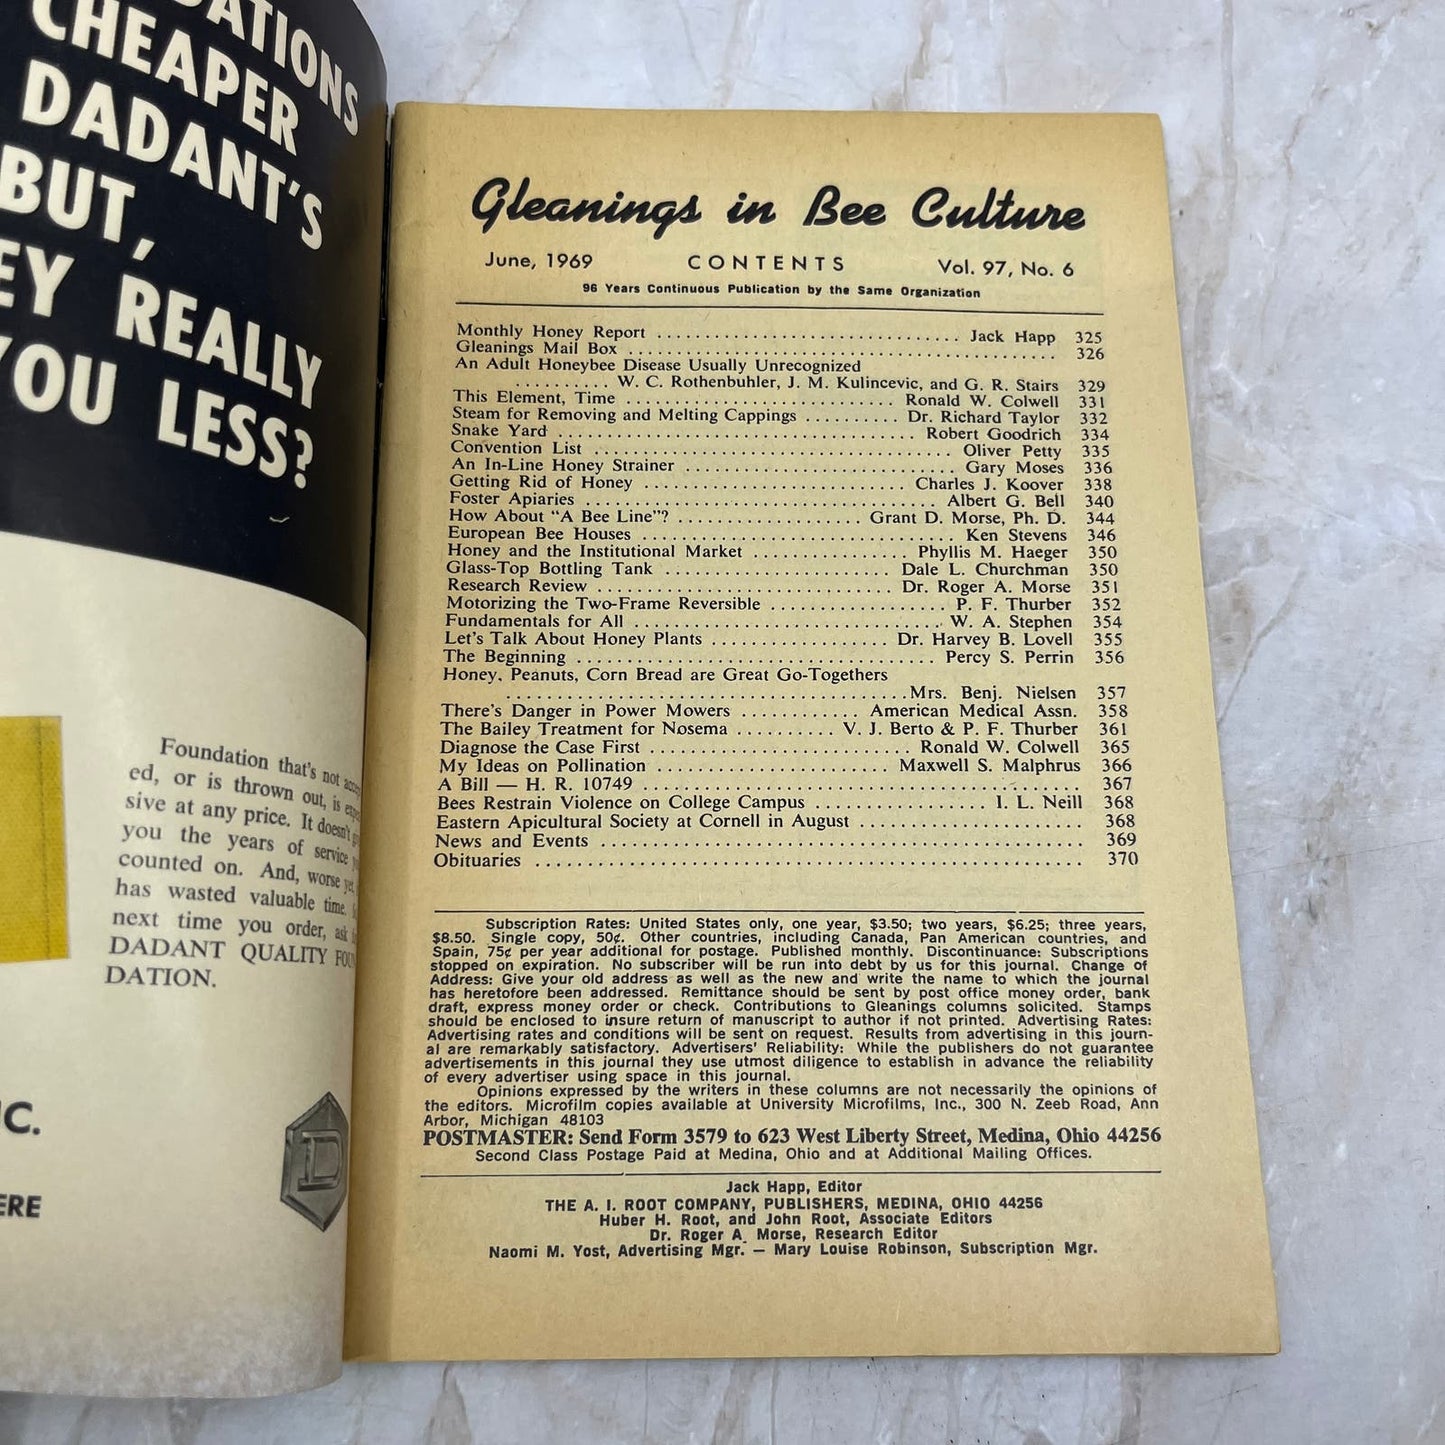 DATIONS
CHEAPER
DADANT'S
BUT,
EY REALLY
YOU LESS?
Foundation that's not
ed, or is thrown out, is
sive at any price. It doesn't
you the years of service
counted on. And, worse yet,
has wasted valuable time.
next time you order, ask
DADANT QUALITY FOUN
DATION.
C.
ERE
D
Gleanings in Bee Culture
June, 1969 CONTENTS Vol. 97, No. 6
96 Years Continuous Publication by the Same Organization
Monthly Honey Report ................................ Jack Happ 325
Gleanings Mail Box ................................................ 326
An Adult Honeybee Disease Usually Unrecognized
.......... W. C. Rothenbuhler, J. M. Kulincevic, and G. R. Stairs 329
This Element, Time ............................ Ronald W. Colwell 331
Steam for Removing and Melting Cappings .......... Dr. Richard Taylor 332
Snake Yard ...................................... Robert Goodrich 334
Convention List ...................................... Oliver Petty 335
An In-Line Honey Strainer ............................ Gary Moses 336
Getting Rid of Honey ............................ Charles J. Koover 338
Foster Apiaries ..................................... Albert G. Bell 340
How About "A Bee Line"? ................... Grant D. Morse, Ph. D. 344
European Bee Houses .................................. Ken Stevens 346
Honey and the Institutional Market ................ Phyllis M. Haeger 350
Glass-Top Bottling Tank ........................ Dale L. Churchman 350
Research Review ............................... Dr. Roger A. Morse 351
Motorizing the Two-Frame Reversible .................. P. F. Thurber 352
Fundamentals for All ................................ W. A. Stephen 354
Let's Talk About Honey Plants ................... Dr. Harvey B. Lovell 355
The Beginning ..................................... Percy S. Perrin 356
Honey, Peanuts, Corn Bread are Great Go-Togethers
......................................... Mrs. Benj. Nielsen 357
There's Danger in Power Mowers ............ American Medical Assn. 358
The Bailey Treatment for Nosema .......... V. J. Berto & P. F. Thurber 361
Diagnose the Case First ............................ Ronald W. Colwell 365
My Ideas on Pollination ........................ Maxwell S. Malphrus 366
A Bill — H. R. 10749 ............................................... 367
Bees Restrain Violence on College Campus ................. I. L. Neill 368
Eastern Apicultural Society at Cornell in August ....................... 368
News and Events ................................................. 369
Obituaries ........................................................ 370
Subscription Rates: United States only, one year, $3.50; two years, $6.25; three years,
$8.50. Single copy, 50¢. Other countries, including Canada, Pan American countries, and
Spain, 75¢ per year additional for postage. Published monthly. Discontinuance: Subscriptions
stopped on expiration. No subscriber will be run into debt by us for this journal. Change of
Address: Give your old address as well as the new and write the name to which the journal
has heretofore been addressed. Remittance should be sent by post office money order, bank
draft, express money order or check. Contributions to Gleanings columns solicited. Stamps
should be enclosed to insure return of manuscript to author if not printed. Advertising Rates:
Advertising rates and conditions will be sent on request. Results from advertising in this journ-
al are remarkably satisfactory. Advertisers' Reliability: While the publishers do not guarantee
advertisements in this journal they use utmost diligence to establish in advance the reliability
of every advertiser using space in this journal.
Opinions expressed by the writers in these columns are not necessarily the opinions of
the editors. Microfilm copies available at University Microfilms, Inc., 300 N. Zeeb Road, Ann
Arbor, Michigan 48103
POSTMASTER: Send Form 3579 to 623 West Liberty Street, Medina, Ohio 44256
Second Class Postage Paid at Medina, Ohio and at Additional Mailing Offices.
Jack Happ, Editor
THE A. I. ROOT COMPANY, PUBLISHERS, MEDINA, OHIO 44256
Huber H. Root, and John Root, Associate Editors
Dr. Roger A. Morse, Research Editor
Naomi M. Yost, Advertising Mgr. — Mary Louise Robinson, Subscription Mgr.